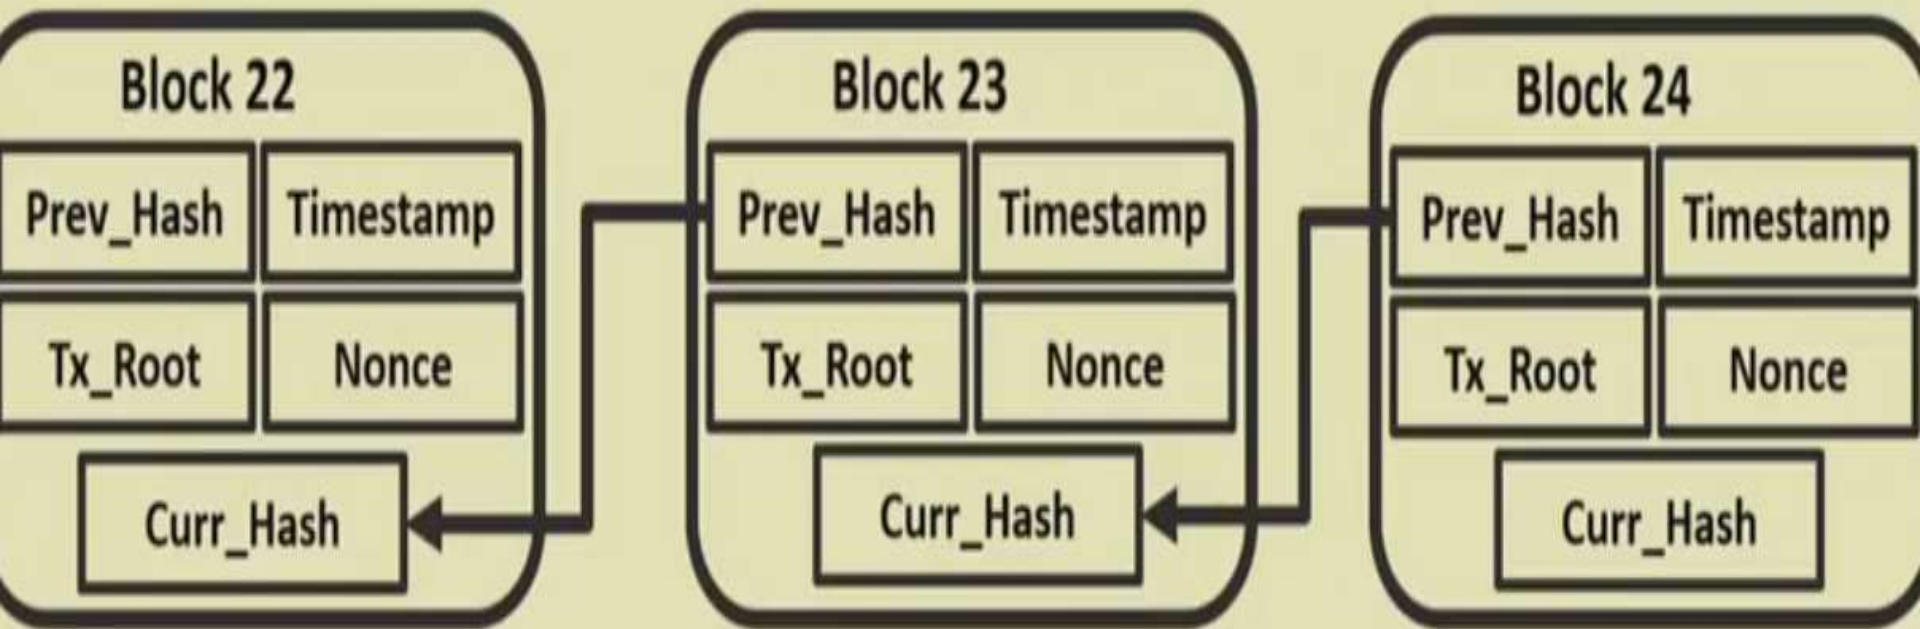 Block 22
Prev_Hash Timestamp
Tx_Root Nonce
Curr_Hash
Block 23
Prev_Hash Timestamp
Tx_Root Nonce
Curr_Hash
Block 24
Prev_Hash Timestamp
Tx_Root Nonce
Curr_Hash